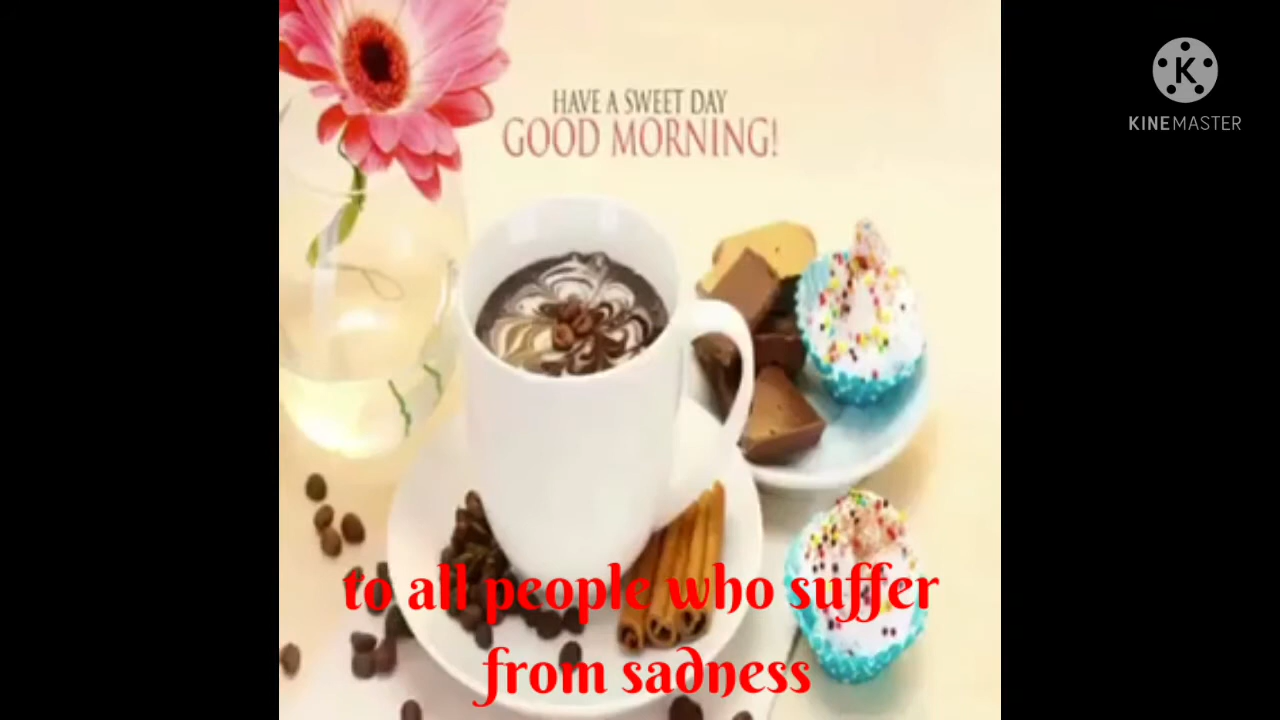 HAVE A SWEET DAY
GOOD MORNING!
K
KINEMASTER
to all people who suffer
from sadness